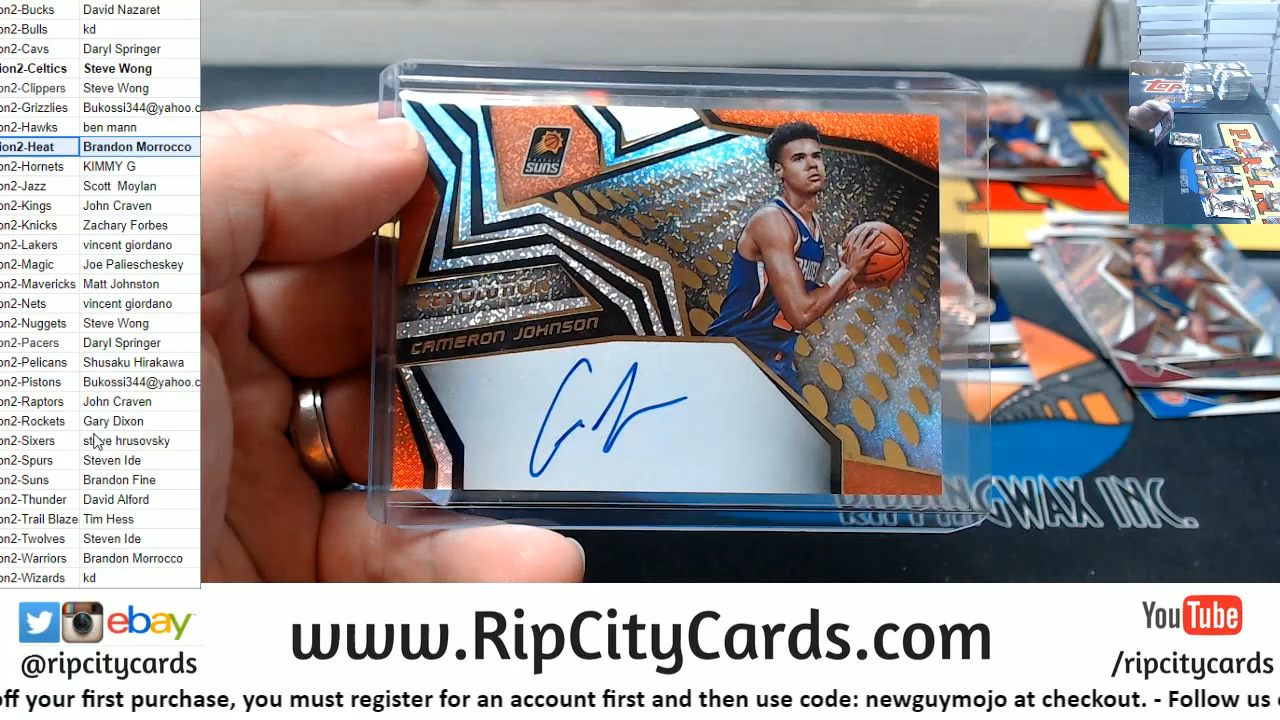 on2-Bucks David Nazaret
on2-Bulls kd
on2-Cavs Daryl Springer
ion2-Celtics Steve Wong
on2-Clippers Steve Wong
on2-Grizzlies Bukossi344@yahoo.c
on2-Hawks ben mann
ion2-Heat Brandon Morrocco
on2-Hornets KIMMY G
on2-Jazz Scott Moylan
on2-Kings John Craven
on2-Knicks Zachary Forbes
on2-Lakers vincent giordano
on2-Magic Joe Paliescheskey
on2-Mavericks Matt Johnston
on2-Nets vincent giordano
on2-Nuggets Steve Wong
on2-Pacers Daryl Springer
on2-Pelicans Shusaku Hirakawa
on2-Pistons Bukossi344@yahoo.c
on2-Raptors John Craven
on2-Rockets Gary Dixon
on2-Sixers steve hrusovsky
on2-Spurs Steven Ide
on2-Suns Brandon Fine
on2-Thunder David Alford
on2-Trail Blaze Tim Hess
on2-Twolves Steven Ide
on2-Warriors Brandon Morrocco
on2-Wizards kd
SUNS
REVOLUTION
CAMERON JOHNSON
WAX INC.
ebay
@ripcitycards
www.RipCityCards.com
YouTube
/ripcitycards
off your first purchase, you must register for an account first and then use code: newguymojo at checkout. - Follow us